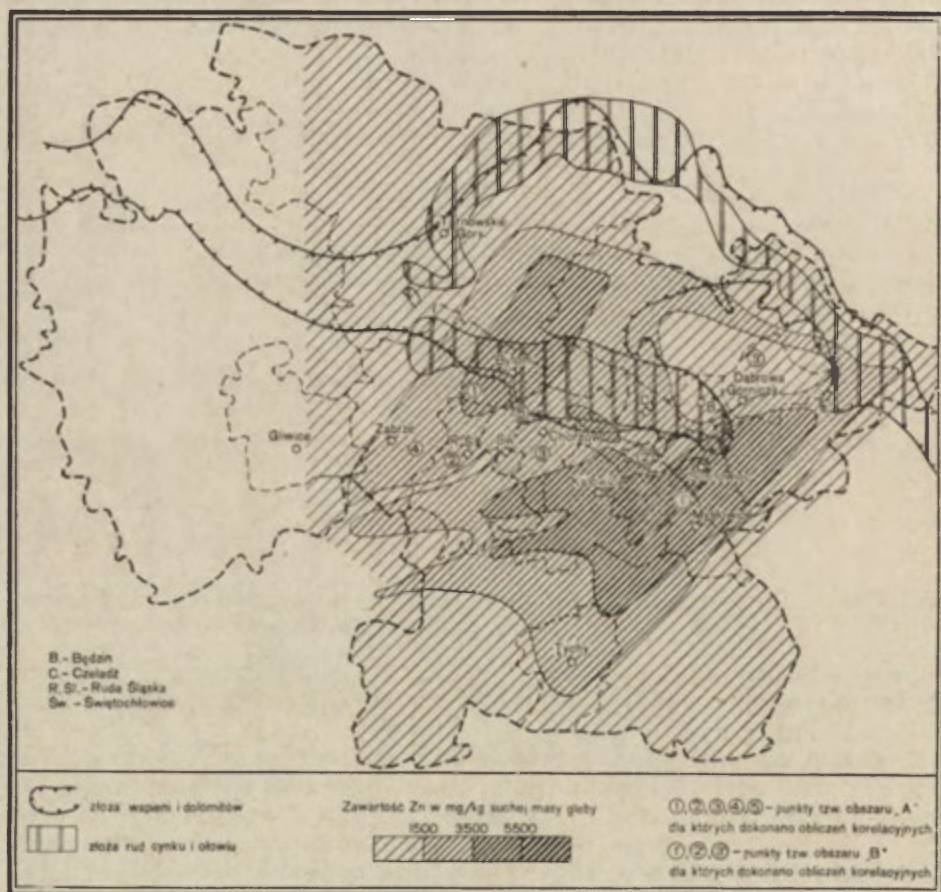 Tarnowskie
Góry
Dąbrowa
Górnicza
Gliwice
Zabrze
R. Śl.
Św.
Tychy
B.- Będzin
C.- Czeladź
R. Śl.- Ruda Śląska
Św. - Świętochłowice
złoża wapieni i dolomitów
złoża rud cynku i ołowiu
Zawartość Zn w mg/kg suchej masy gleby
1500 3500 5500
①,②,③,④,⑤ - punkty tzw. obszaru „A"
dla których dokonano obliczeń korelacyjnych
①,②,③ - punkty tzw. obszaru „B"
dla których dokonano obliczeń korelacyjnych